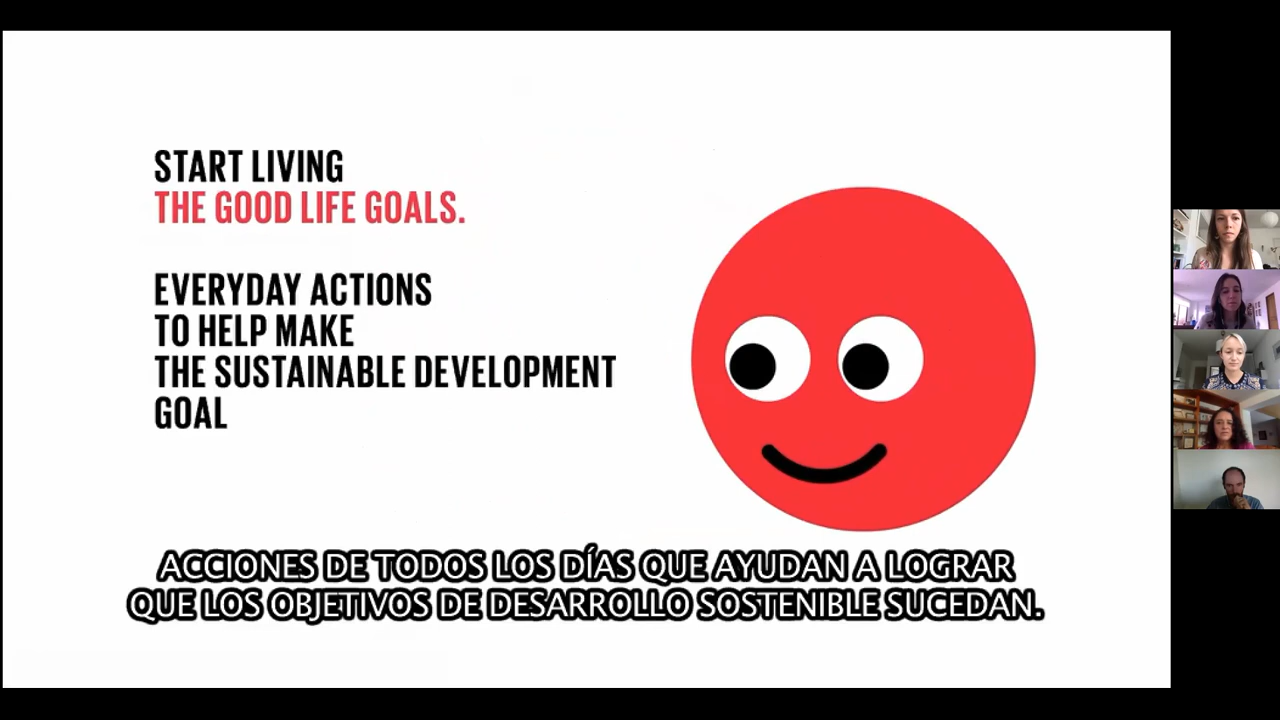 START LIVING
THE GOOD LIFE GOALS.
EVERYDAY ACTIONS
TO HELP MAKE
THE SUSTAINABLE DEVELOPMENT
GOAL
ACCIONES DE TODOS LOS DÍAS QUE AYUDAN A LOGRAR
QUE LOS OBJETIVOS DE DESARROLLO SOSTENIBLE SUCEDAN.